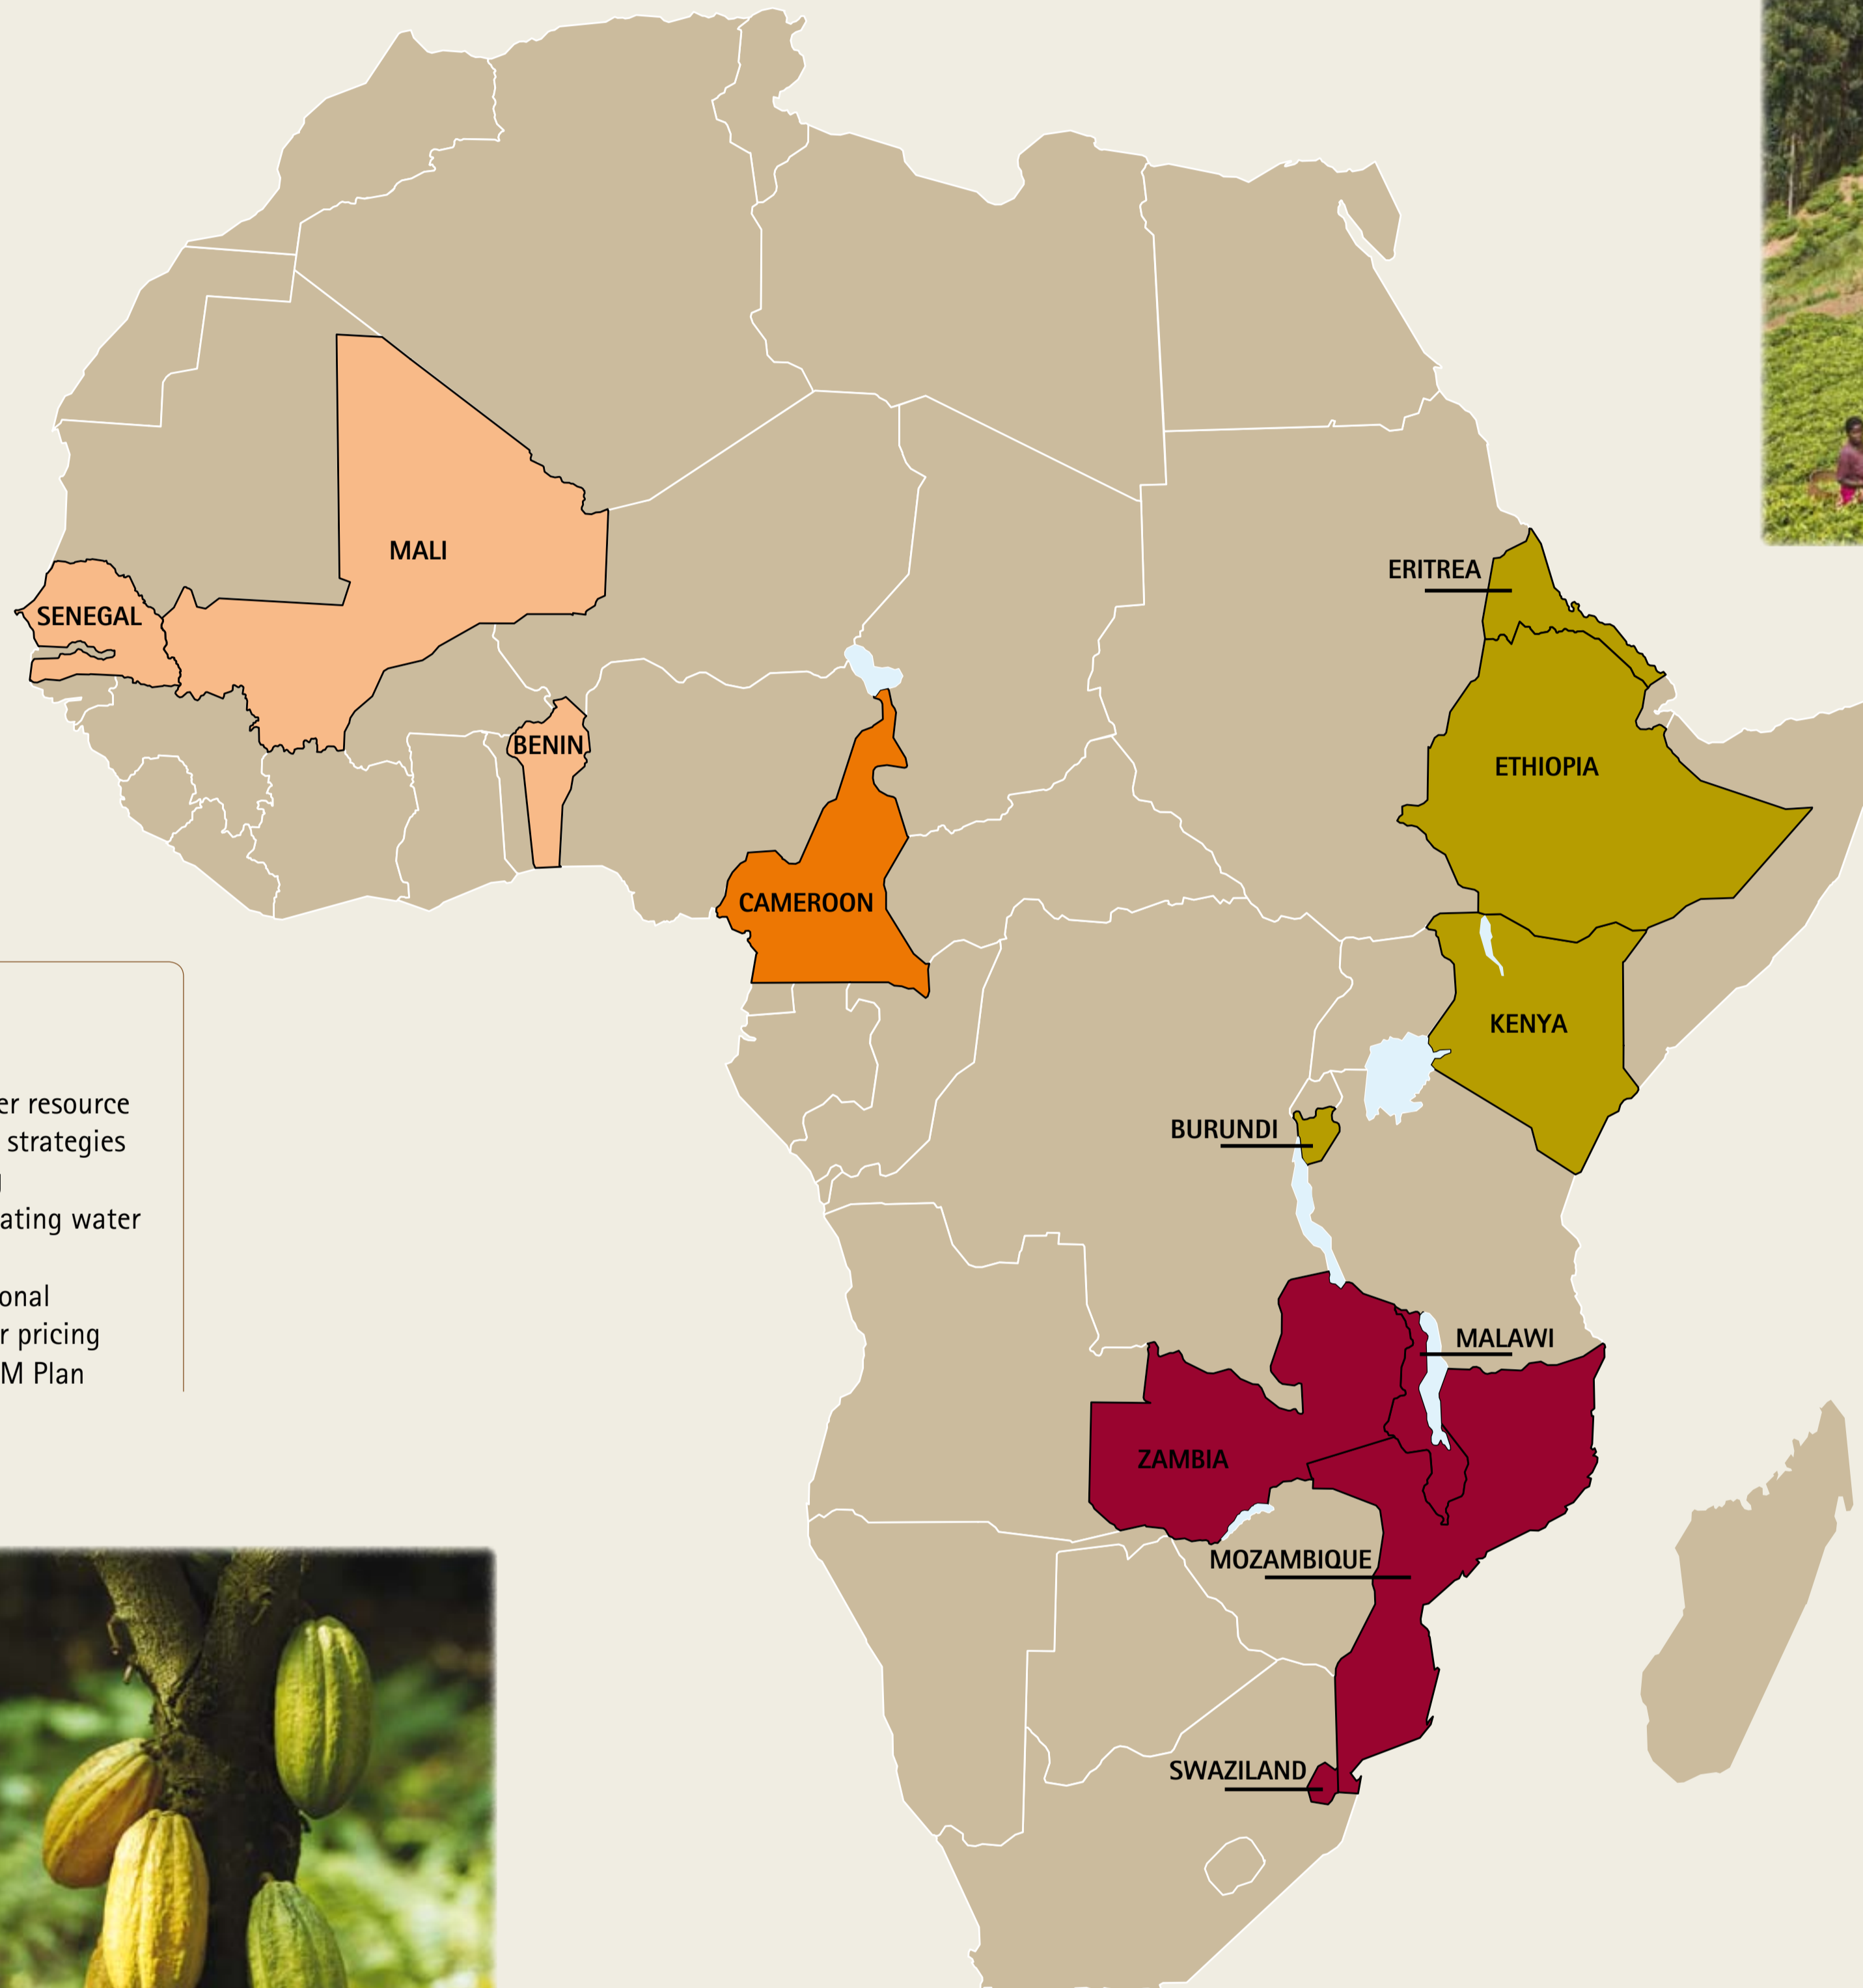 MALI
ERITREA
SENEGAL
BENIN
ETHIOPIA
CAMEROON
KENYA
er resource
strategies
BURUNDI
ating water
onal
r pricing
MALAWI
M Plan
ZAMBIA
MOZAMBIQUE
SWAZILAND